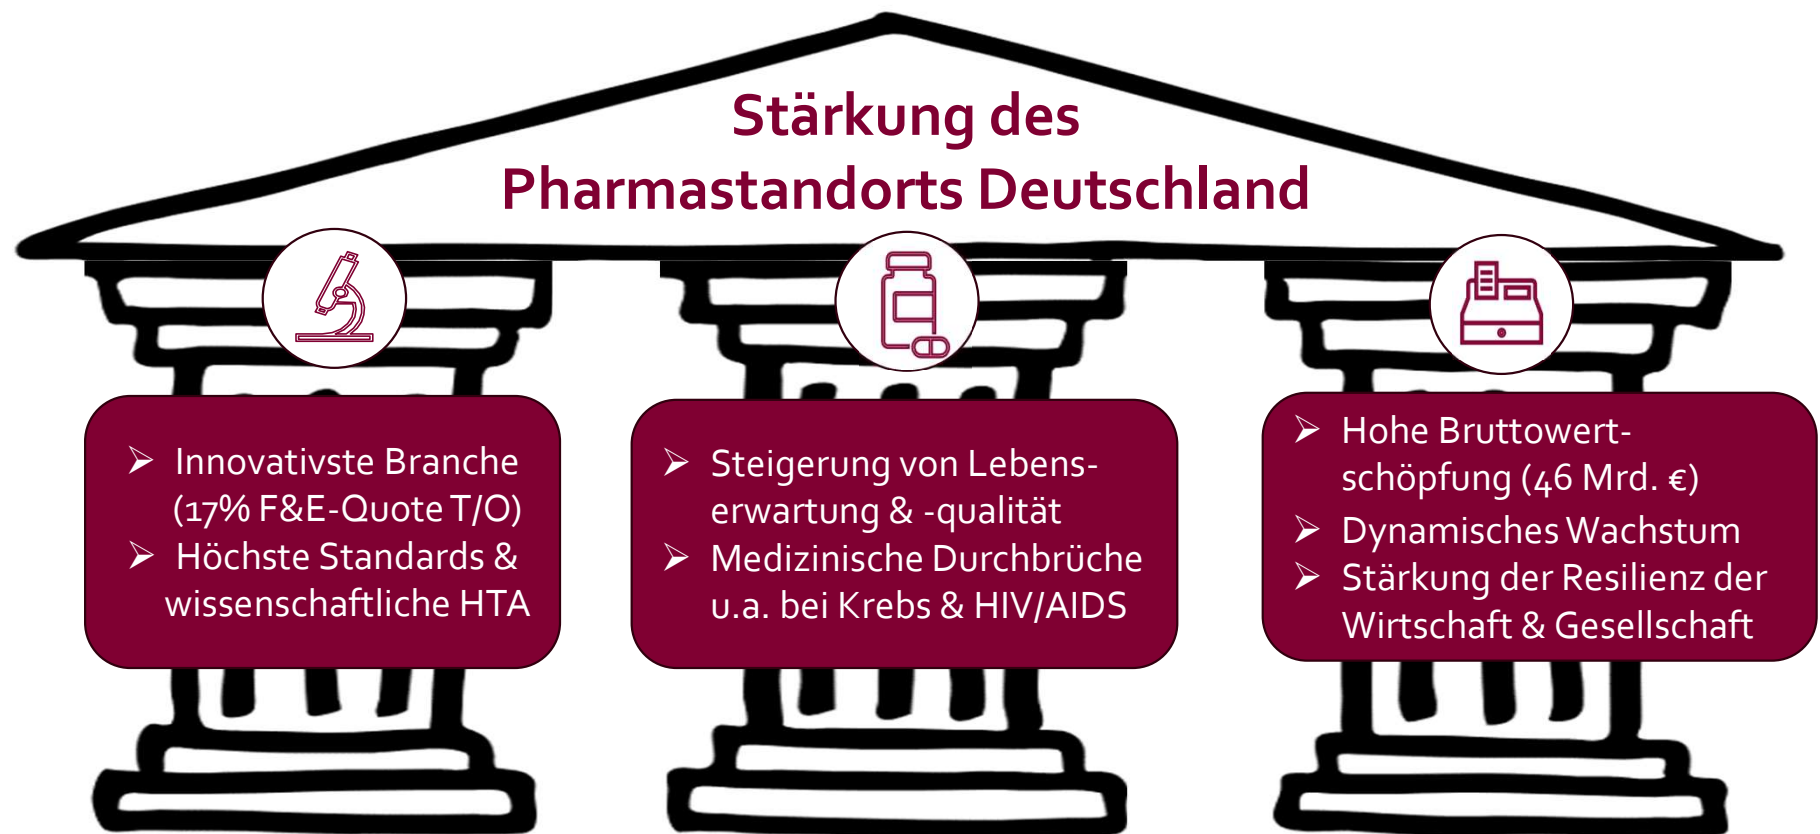 Stärkung des
Pharmastandorts Deutschland
➢ Innovativste Branche
(17% F&E-Quote T/O)
➢ Höchste Standards &
wissenschaftliche HTA
➢ Steigerung von Lebens-
erwartung & -qualität
➢ Medizinische Durchbrüche
u.a. bei Krebs & HIV/AIDS
➢ Hohe Bruttowert-
schöpfung (46 Mrd. €)
➢ Dynamisches Wachstum
➢ Stärkung der Resilienz der
Wirtschaft & Gesellschaft